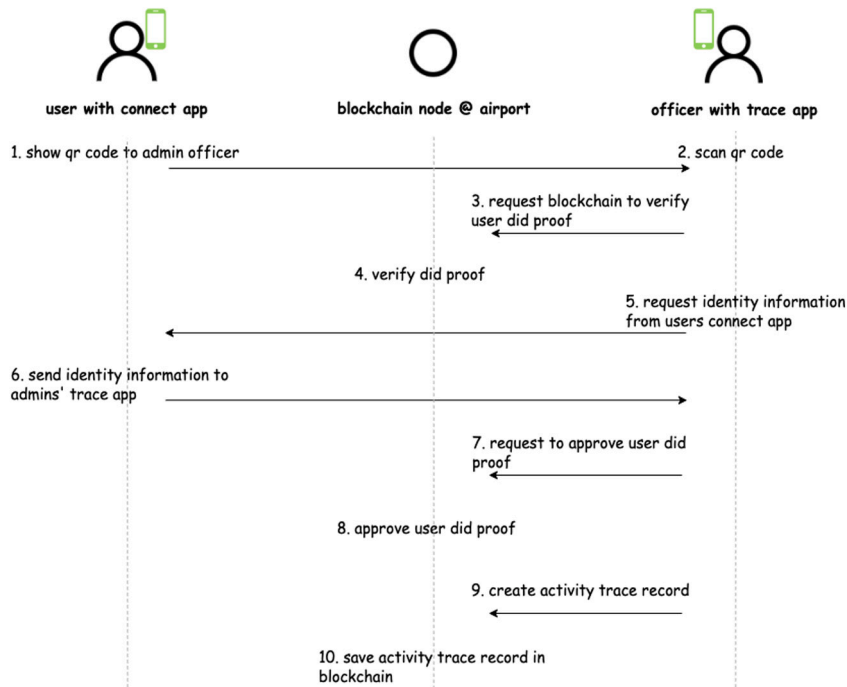 user with connect app
blockchain node @ airport
officer with trace app
1. show qr code to admin officer
2. scan qr code
3. request blockchain to verify
user did proof
4. verify did proof
5. request identity information
from users connect app
6. send identity information to
admins' trace app
7. request to approve user did
proof
8. approve user did proof
9. create activity trace record
10. save activity trace record in
blockchain